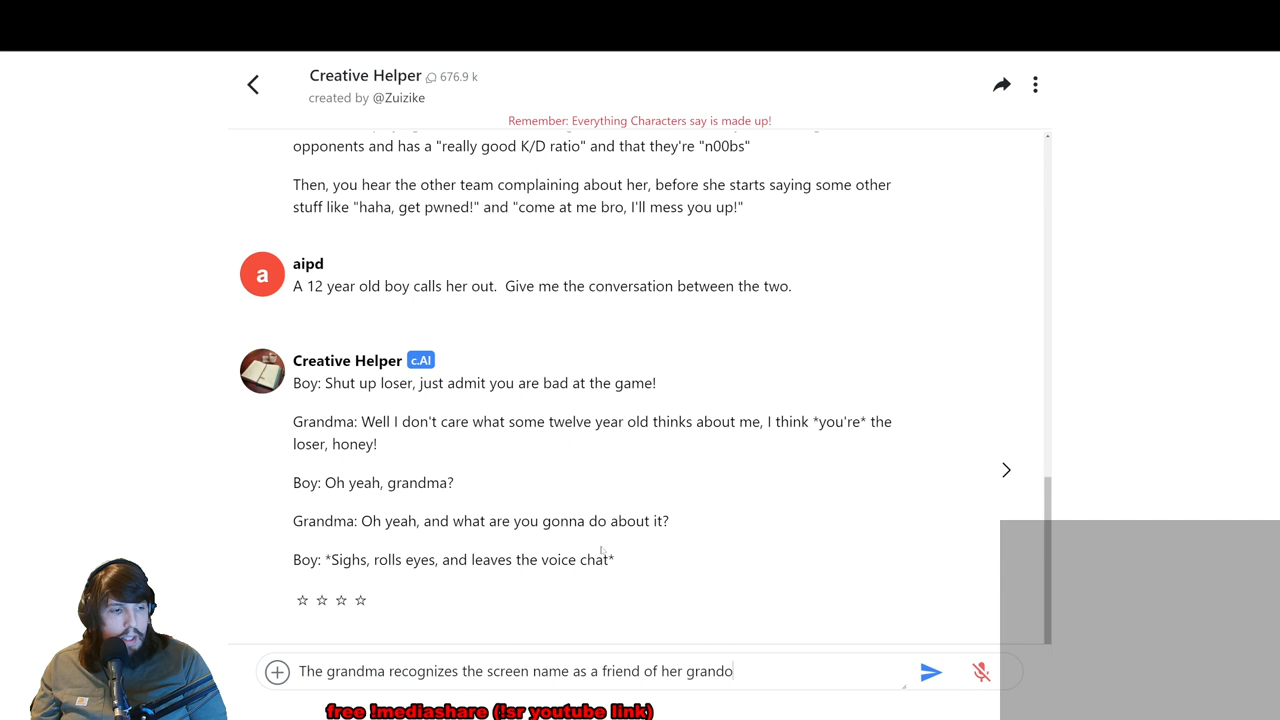 Creative Helper 676.9 k
created by @Zuizike
Remember: Everything Characters say is made up!
opponents and has a "really good K/D ratio" and that they're "n00bs"
Then, you hear the other team complaining about her, before she starts saying some other
stuff like "haha, get pwned!" and "come at me bro, I'll mess you up!"
a
aipd
A 12 year old boy calls her out.  Give me the conversation between the two.
Creative Helper c.AI
Boy: Shut up loser, just admit you are bad at the game!
Grandma: Well I don't care what some twelve year old thinks about me, I think *you're* the
loser, honey!
Boy: Oh yeah, grandma?
Grandma: Oh yeah, and what are you gonna do about it?
Boy: *Sighs, rolls eyes, and leaves the voice chat*
The grandma recognizes the screen name as a friend of her grando
free !mediashare (!sr youtube link)